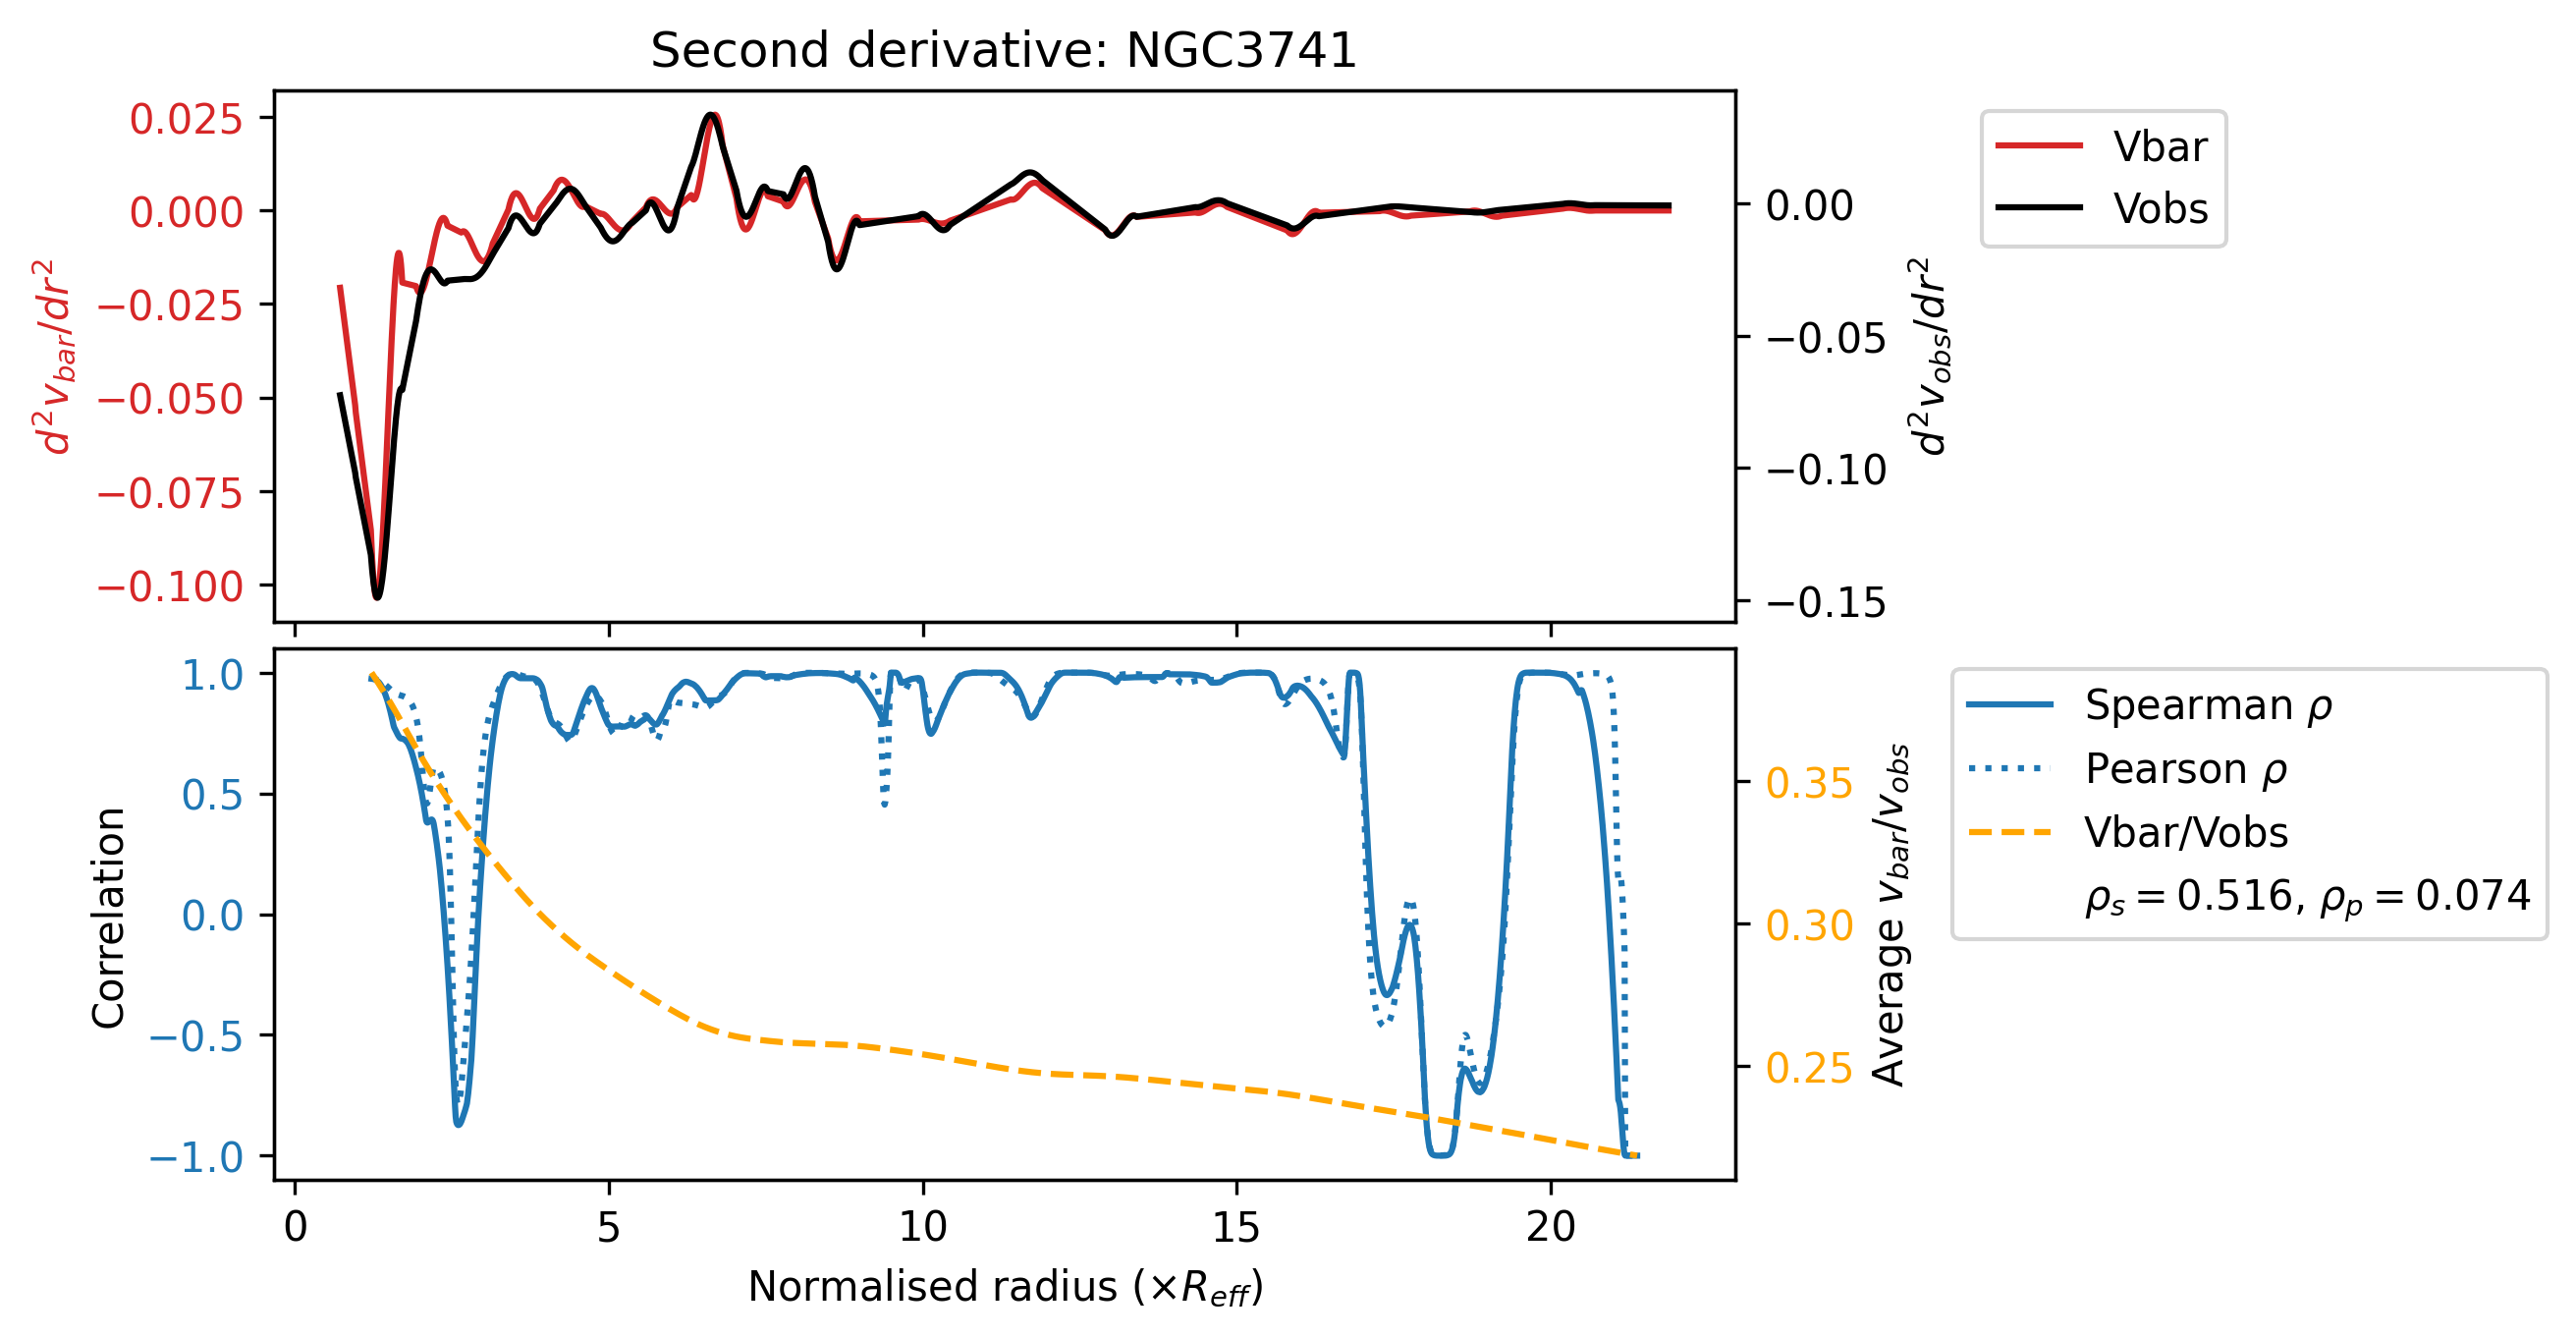 Second derivative: NGC3741
0.025
0.000
−0.025
−0.050
−0.075
−0.100
d²v_bar/dr²
0.00
−0.05
−0.10
−0.15
d²v_obs/dr²
Vbar
Vobs
1.0
0.5
0.0
−0.5
−1.0
Correlation
0.35
0.30
0.25
Average v_bar/v_obs
Spearman ρ
Pearson ρ
Vbar/Vobs
ρ_s = 0.516, ρ_p = 0.074
0 5 10 15 20
Normalised radius (×R_eff)